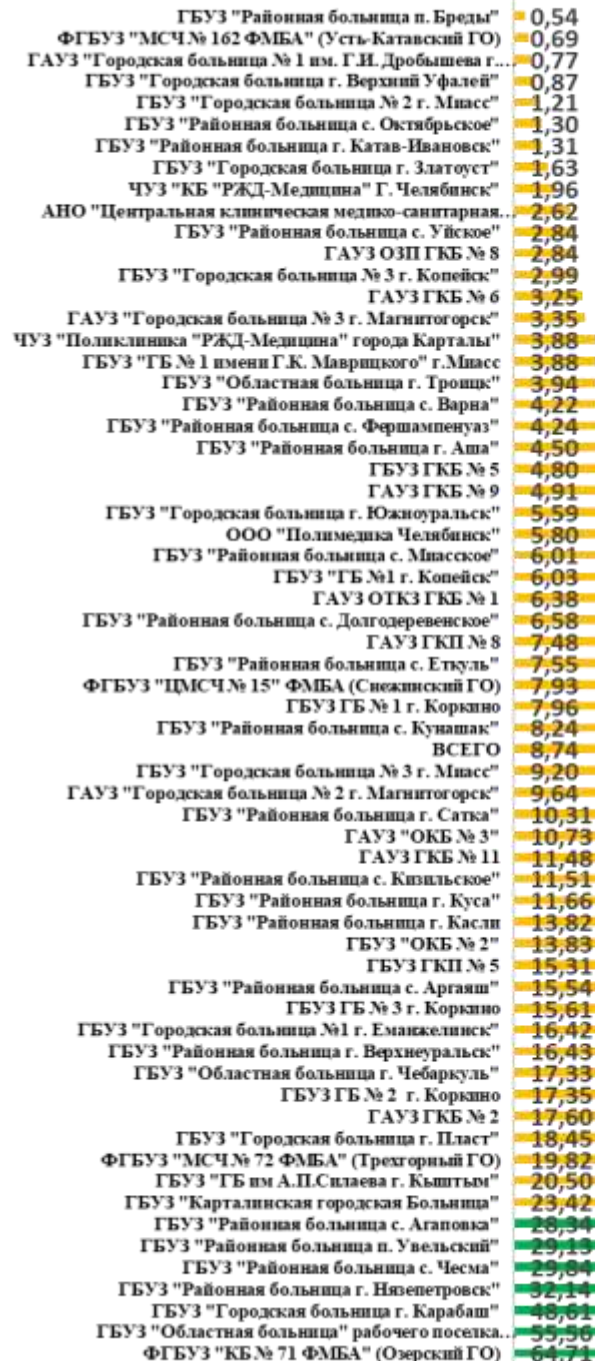 ГБУЗ "Районная больница п. Бреды" 0,54
ФГБУЗ "МСЧ № 162 ФМБА" (Усть-Катавский ГО) 0,69
ГАУЗ "Городская больница № 1 им. Г.И. Дробышева г.... 0,77
ГБУЗ "Городская больница г. Верхний Уфалей" 0,87
ГБУЗ "Городская больница № 2 г. Миасс" 1,21
ГБУЗ "Районная больница с. Октябрьское" 1,30
ГБУЗ "Районная больница г. Катав-Ивановск" 1,31
ГБУЗ "Городская больница г. Златоуст" 1,63
ЧУЗ "КБ "РЖД-Медицина" Г. Челябинск" 1,96
АНО "Центральная клиническая медико-санитарная... 2,62
ГБУЗ "Районная больница с. Уйское" 2,84
ГАУЗ ОЗП ГКБ № 8 2,84
ГБУЗ "Городская больница № 3 г. Копейск" 2,99
ГАУЗ ГКБ № 6 3,25
ГАУЗ "Городская больница № 3 г. Магнитогорск" 3,35
ЧУЗ "Поликлиника "РЖД-Медицина" города Карталы" 3,88
ГБУЗ "ГБ № 1 имени Г.К. Маврицкого" г.Миасс 3,88
ГБУЗ "Областная больница г. Троицк" 3,94
ГБУЗ "Районная больница с. Варна" 4,22
ГБУЗ "Районная больница с. Фершампенуаз" 4,24
ГБУЗ "Районная больница г. Аша" 4,50
ГБУЗ ГКБ № 5 4,80
ГАУЗ ГКБ № 9 4,91
ГБУЗ "Городская больница г. Южноуральск" 5,59
ООО "Полимедика Челябинск" 5,80
ГБУЗ "Районная больница с. Миасское" 6,01
ГБУЗ "ГБ №1 г. Копейск" 6,03
ГАУЗ ОТКЗ ГКБ № 1 6,38
ГБУЗ "Районная больница с. Долгодеревенское" 6,58
ГАУЗ ГКП № 8 7,48
ГБУЗ "Районная больница с. Еткуль" 7,55
ФГБУЗ "ЦМСЧ № 15" ФМБА (Снежинский ГО) 7,93
ГБУЗ ГБ № 1 г. Коркино 7,96
ГБУЗ "Районная больница с. Кунашак" 8,24
ВСЕГО 8,74
ГБУЗ "Городская больница № 3 г. Миасс" 9,20
ГАУЗ "Городская больница № 2 г. Магнитогорск" 9,64
ГБУЗ "Районная больница г. Сатка" 10,31
ГАУЗ "ОКБ № 3" 10,73
ГАУЗ ГКБ № 11 11,48
ГБУЗ "Районная больница с. Кизильское" 11,51
ГБУЗ "Районная больница г. Куса" 11,66
ГБУЗ "Районная больница г. Касли 13,82
ГБУЗ "ОКБ № 2" 13,83
ГБУЗ ГКП № 5 15,31
ГБУЗ "Районная больница с. Аргаяш" 15,54
ГБУЗ ГБ № 3 г. Коркино 15,61
ГБУЗ "Городская больница №1 г. Еманжелинск" 16,42
ГБУЗ "Районная больница г. Верхнеуральск" 16,43
ГБУЗ "Областная больница г. Чебаркуль" 17,33
ГБУЗ ГБ № 2 г. Коркино 17,35
ГАУЗ ГКБ № 2 17,60
ГБУЗ "Городская больница г. Пласт" 18,45
ФГБУЗ "МСЧ № 72 ФМБА" (Трехгорный ГО) 19,82
ГБУЗ "ГБ им А.П.Силаева г. Кыштым" 20,50
ГБУЗ "Карталинская городская Больница" 23,42
ГБУЗ "Районная больница с. Агаповка" 28,34
ГБУЗ "Районная больница п. Увельский" 29,13
ГБУЗ "Районная больница с. Чесма" 29,84
ГБУЗ "Районная больница г. Нязепетровск" 32,14
ГБУЗ "Городская больница г. Карабаш" 48,61
ГБУЗ "Областная больница" рабочего поселка... 55,56
ФГБУЗ "КБ № 71 ФМБА" (Озерский ГО) 64,71